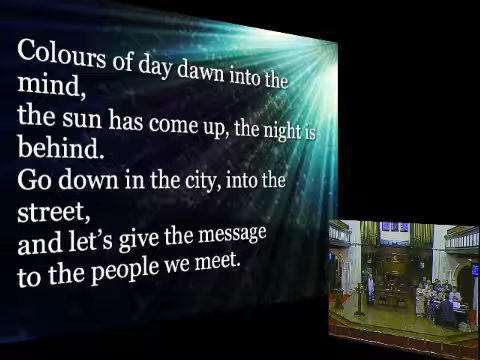 Colours of day dawn into the
mind,
the sun has come up, the night is
behind.
Go down in the city, into the
street,
and let's give the message
to the people we meet.